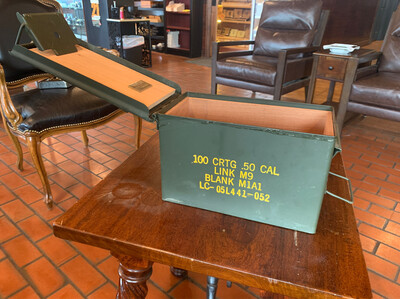 100 CRTG .50 CAL
LINK M9
BLANK M1A1
LC-05L441-052